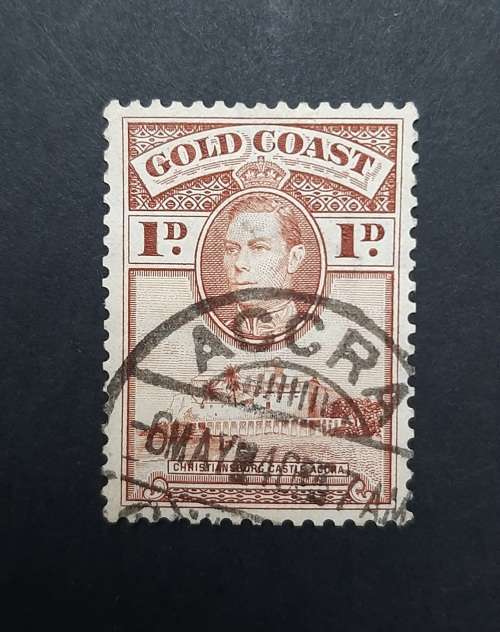 GOLD COAST
1D. 1D.
ACCRA
CHRISTIANSBORG CASTLE ACCRA